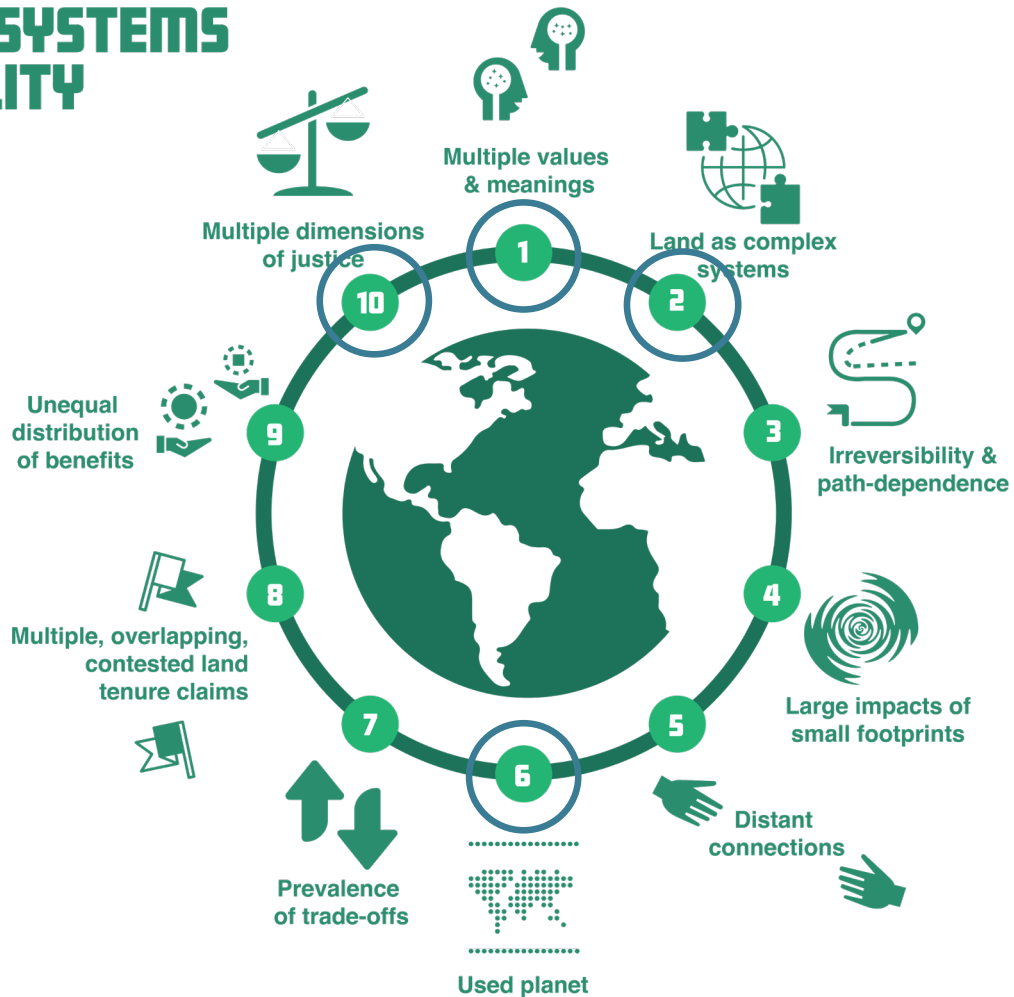 SYSTEMS
LITY
Multiple values
& meanings
Land as complex
systems
Irreversibility &
path-dependence
Large impacts of
small footprints
Distant
connections
Used planet
Prevalence
of trade-offs
Multiple, overlapping,
contested land
tenure claims
Unequal
distribution
of benefits
Multiple dimensions
of justice
1
2
3
4
5
6
7
8
9
10